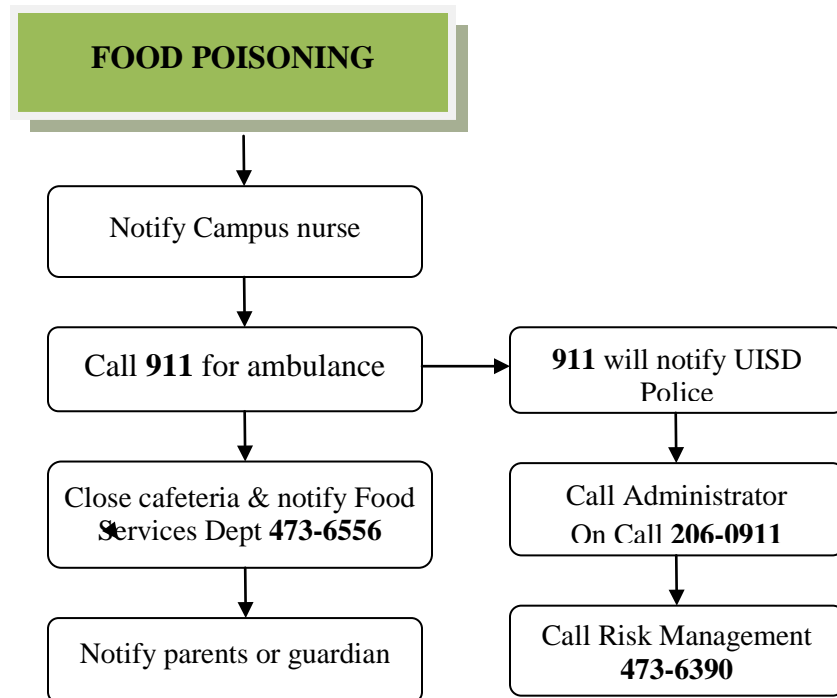 FOOD POISONING
Notify Campus nurse
Call 911 for ambulance
911 will notify UISD
Police
Close cafeteria & notify Food
Services Dept 473-6556
Call Administrator
On Call 206-0911
Notify parents or guardian
Call Risk Management
473-6390